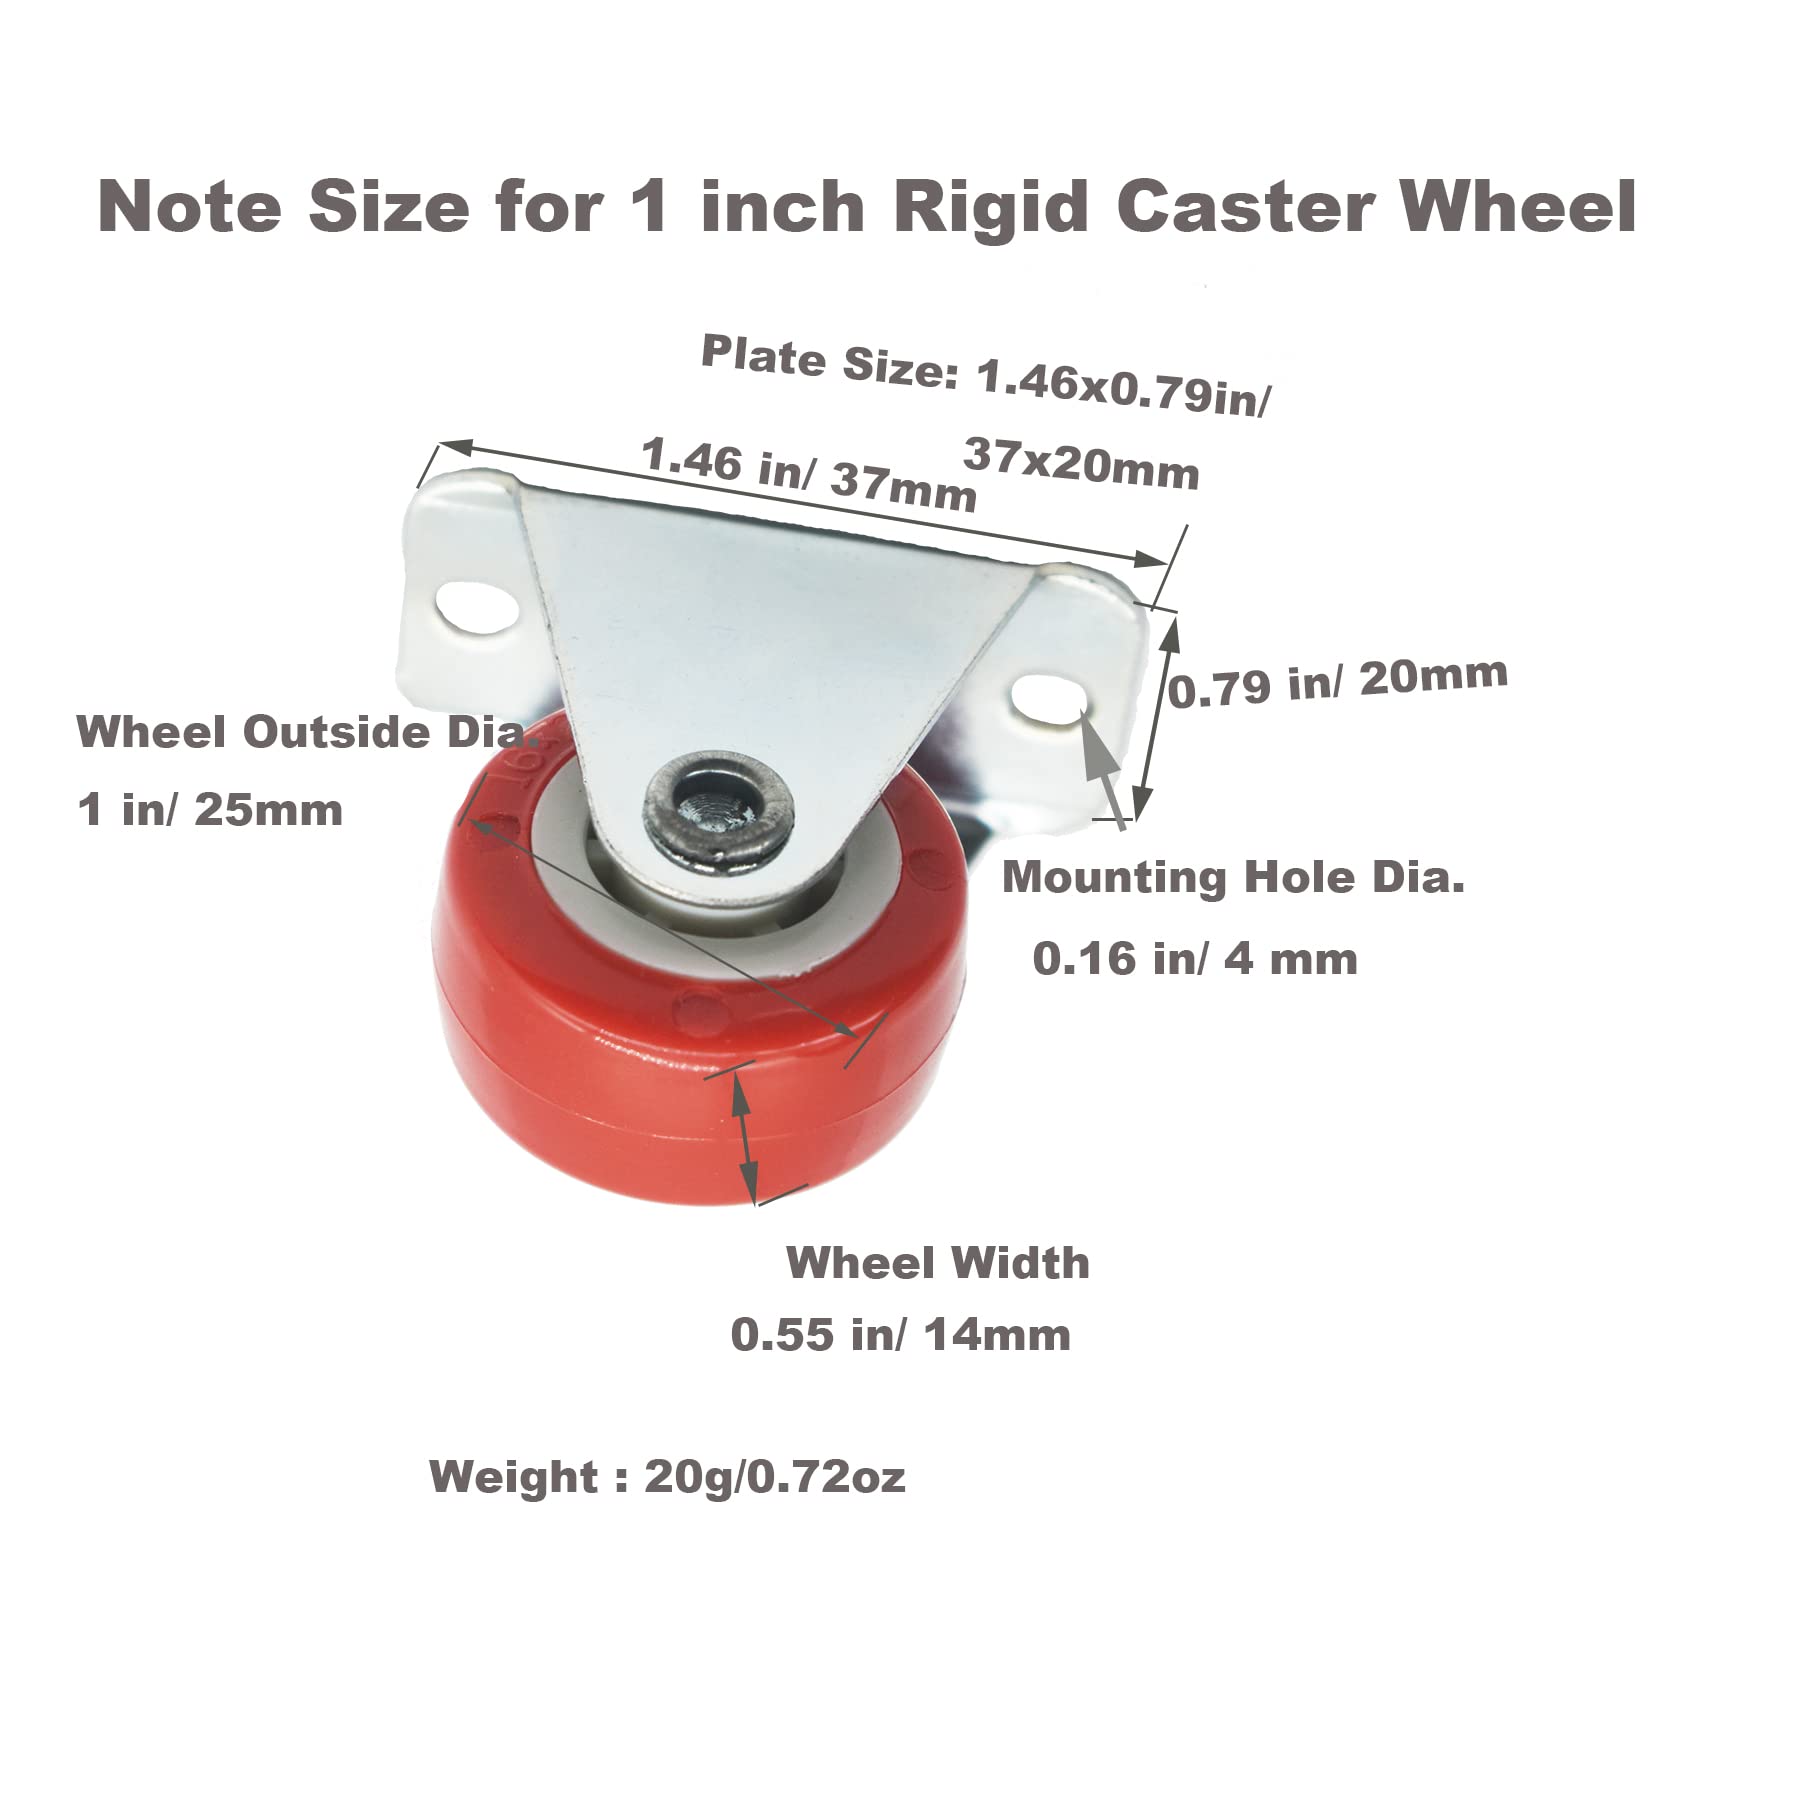 Note Size for 1 inch Rigid Caster Wheel
Plate Size: 1.46x0.79in/
37x20mm
1.46 in/ 37mm
0.79 in/ 20mm
Wheel Outside Dia.
1 in/ 25mm
Mounting Hole Dia.
0.16 in/ 4 mm
Wheel Width
0.55 in/ 14mm
Weight : 20g/0.72oz